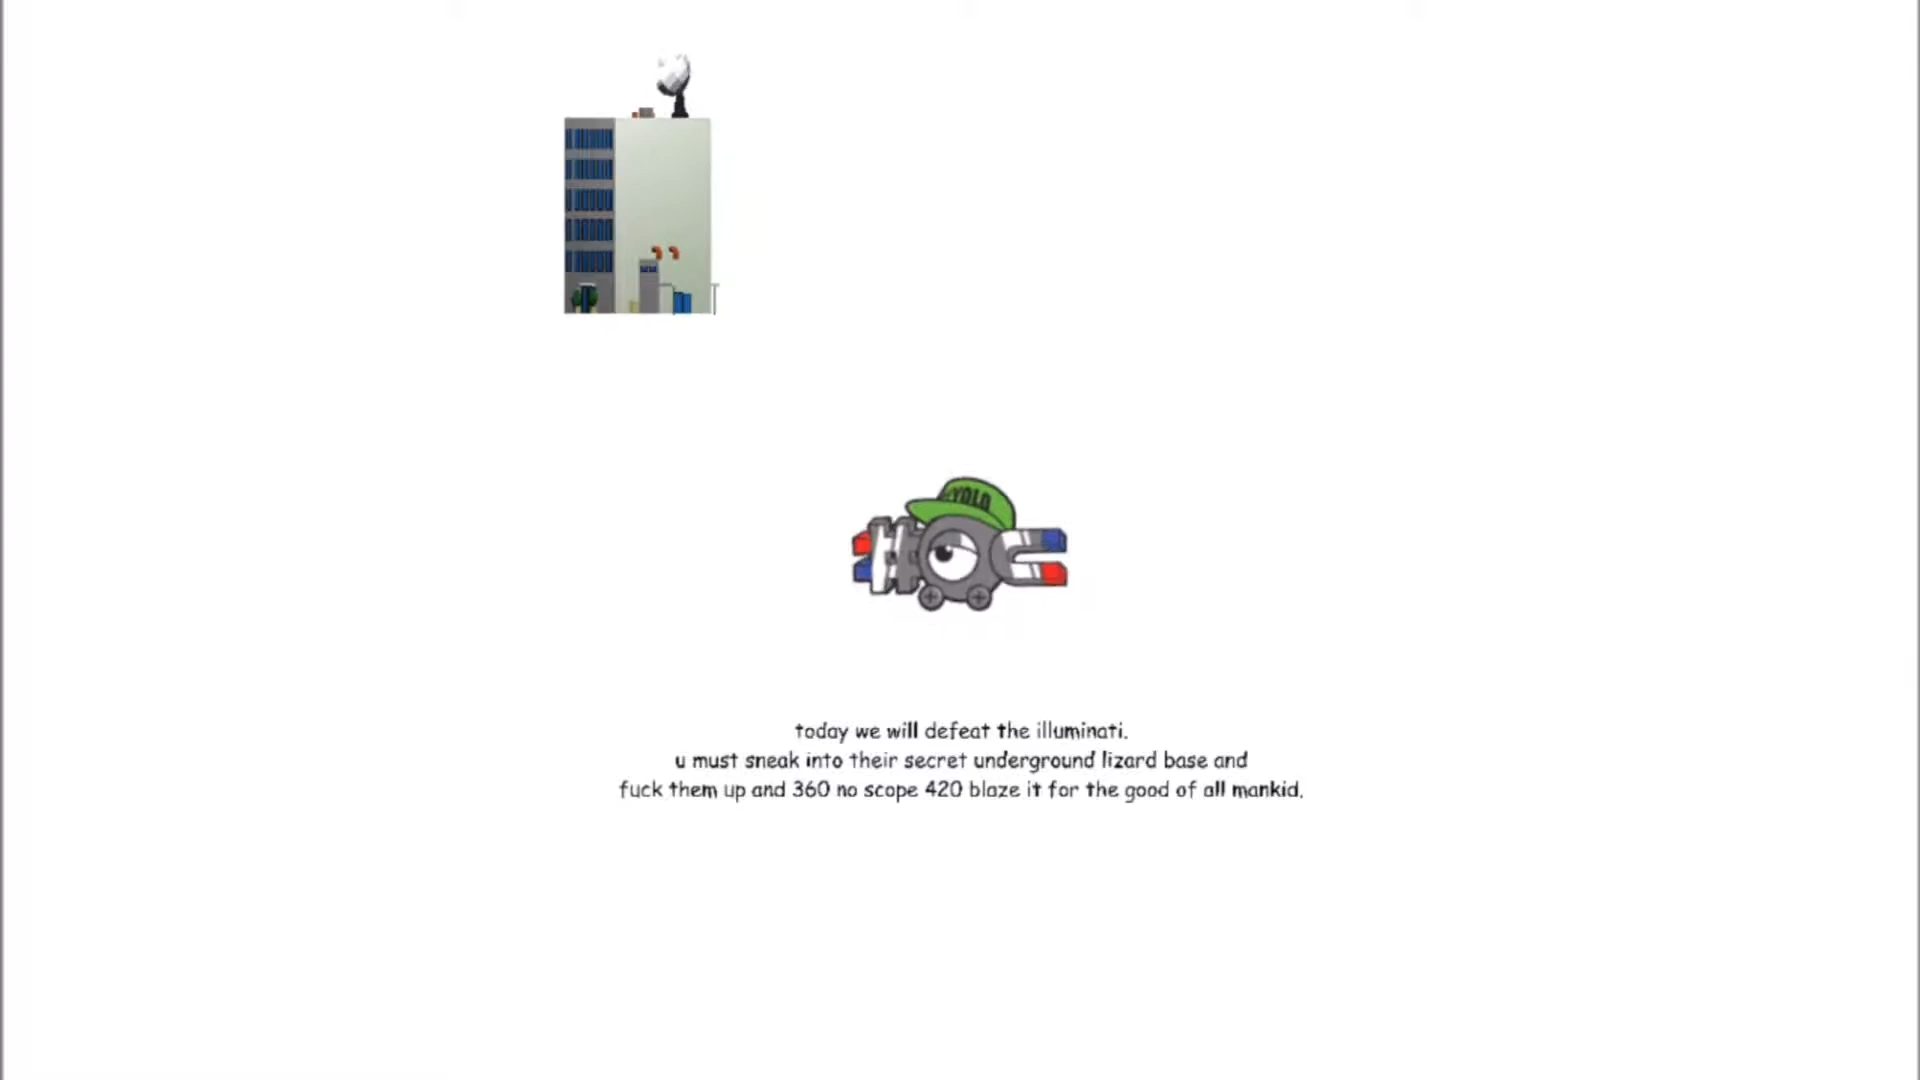 YOLO
today we will defeat the illuminati.
u must sneak into their secret underground lizard base and
fuck them up and 360 no scope 420 blaze it for the good of all mankid.